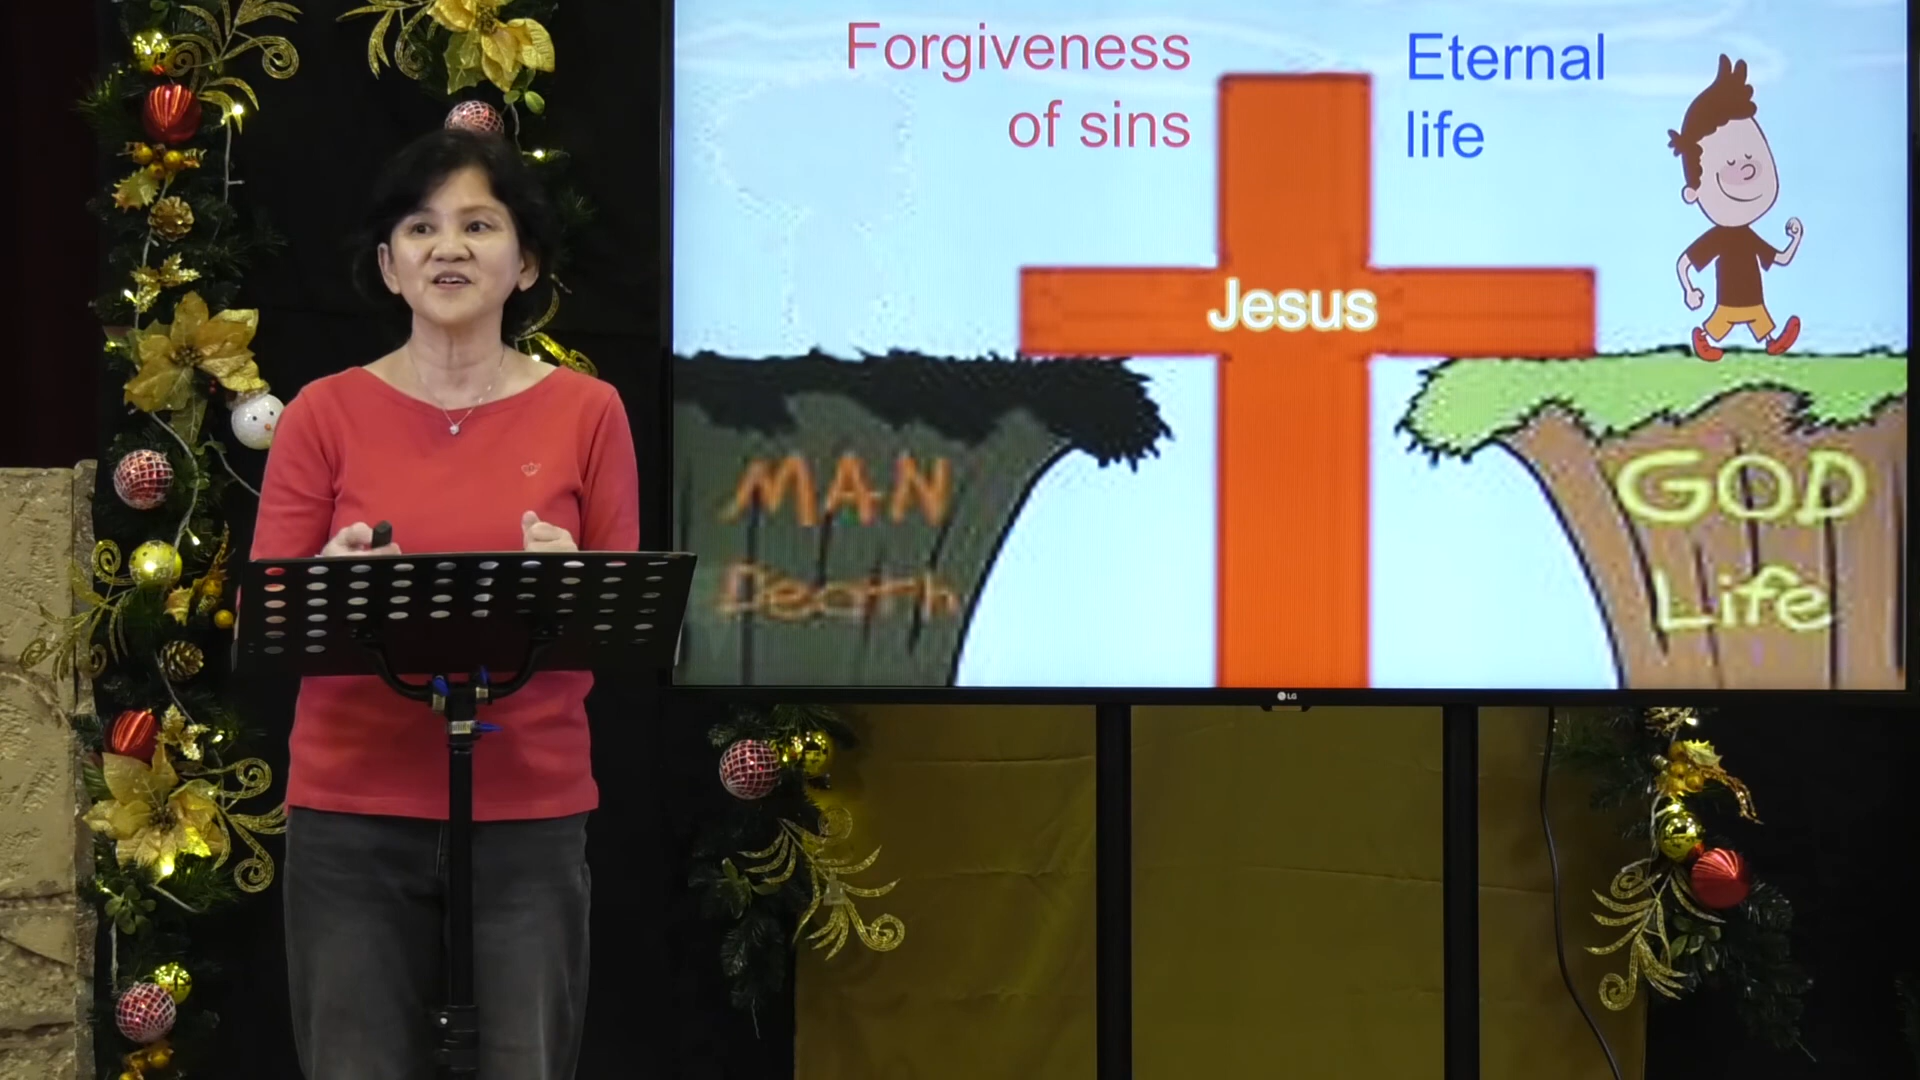 Forgiveness
of sins
Eternal
life
Jesus
MAN
Death
GOD
Life
LG